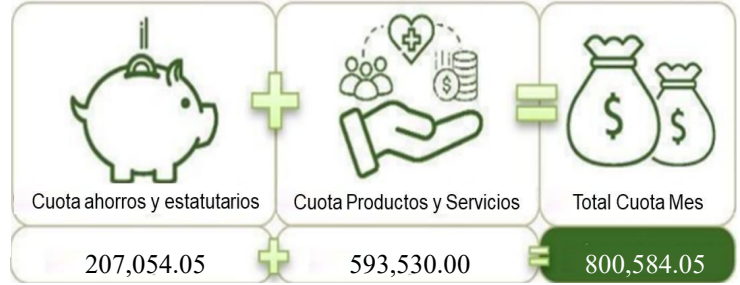 Cuota ahorros y estatutarios
Cuota Productos y Servicios
Total Cuota Mes
207,054.05
593,530.00
800,584.05